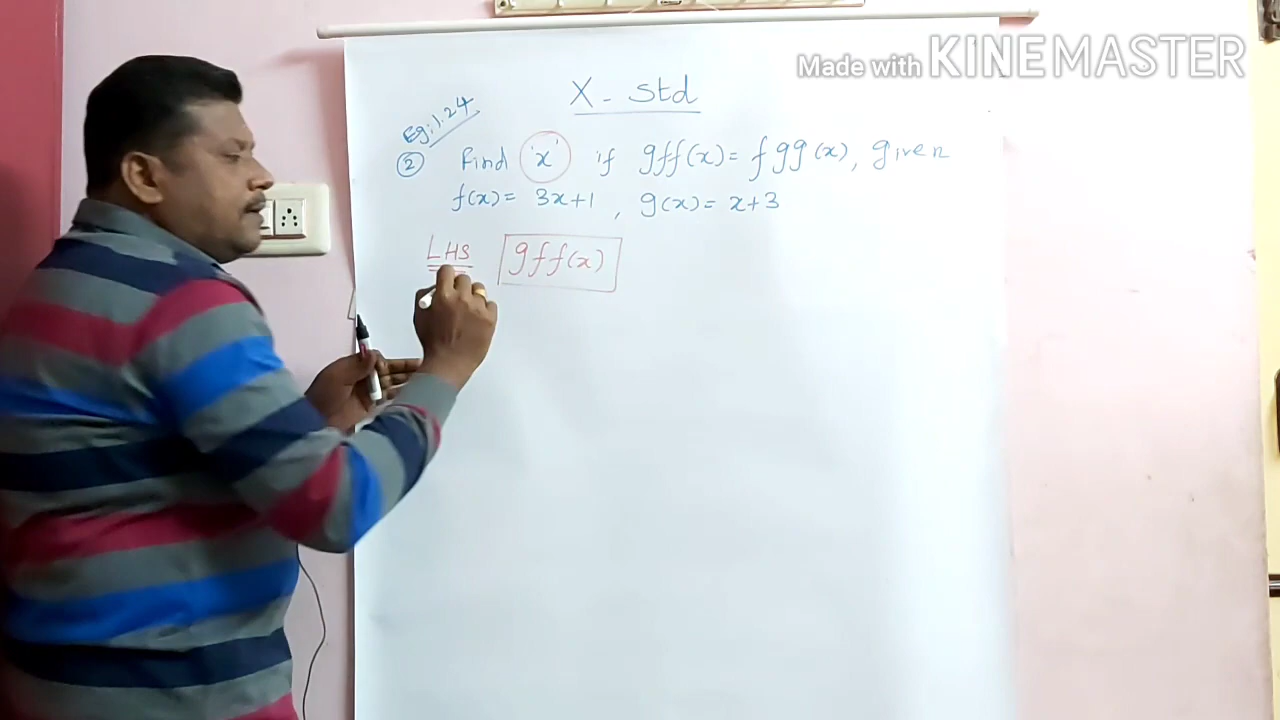 Made with KINEMASTER
X - Std
Eg: 1.24
② Find 'x' if gff(x) = fgg(x), given
f(x) = 3x+1 , g(x) = x+3
LHS gff(x)